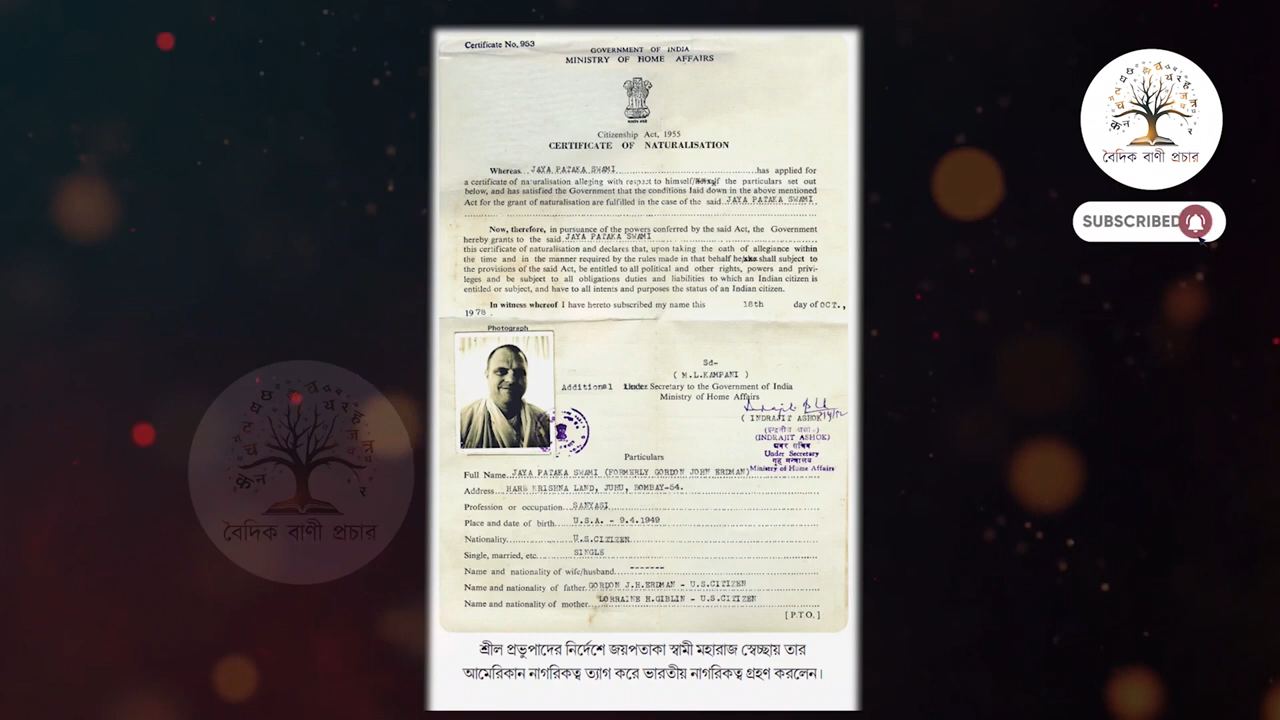 Certificate No. 953
GOVERNMENT OF INDIA
MINISTRY OF HOME AFFAIRS
Citizenship Act, 1955
CERTIFICATE OF NATURALISATION
Whereas JAYA PATAKA SWAMI has applied for
a certificate of naturalisation alleging with respect to himself/herself the particulars set out
below, and has satisfied the Government that the conditions laid down in the above mentioned
Act for the grant of naturalisation are fulfilled in the case of the said JAYA PATAKA SWAMI
Now, therefore, in pursuance of the powers conferred by the said Act, the Government
hereby grants to the said JAYA PATAKA SWAMI
this certificate of naturalisation and declares that, upon taking the oath of allegiance within
the time and in the manner required by the rules made in that behalf he/she shall subject to
the provisions of the said Act, be entitled to all political and other rights, powers and privi-
leges and be subject to all obligations duties and liabilities to which an Indian citizen is
entitled or subject, and have to all intents and purposes the status of an Indian citizen.
In witness whereof I have hereto subscribed my name this 18th day of OCT.,
1978.
Photograph
Sd-
( M.L.KAMPANI )
Additional Under Secretary to the Government of India
Ministry of Home Affairs
( INDRAJIT ASHOK )
(INDRAJIT ASHOK)
अवर सचिव
Under Secretary
गृह मन्त्रालय
Ministry of Home Affairs
Particulars
Full Name JAYA PATAKA SWAMI (FORMERLY GORDON JOHN ERDMAN)
Address HARE KRISHNA LAND, JUHU, BOMBAY-54.
Profession or occupation SANYASI
Place and date of birth U.S.A. - 9.4.1949
Nationality U.S.CITIZEN
Single, married, etc. SINGLE
Name and nationality of wife/husband -------
Name and nationality of father GORDON J.H.ERDMAN - U.S.CITIZEN
Name and nationality of mother LORRAINE H.GIBLIN - U.S.CITIZEN
[ P.T.O. ]
শ্রীল প্রভুপাদের নির্দেশে জয়পতাকা স্বামী মহারাজ স্বেচ্ছায় তার
আমেরিকান নাগরিকত্ব ত্যাগ করে ভারতীয় নাগরিকত্ব গ্রহণ করলেন।
বৈদিক বাণী প্রচার
SUBSCRIBED
বৈদিক বাণী প্রচার